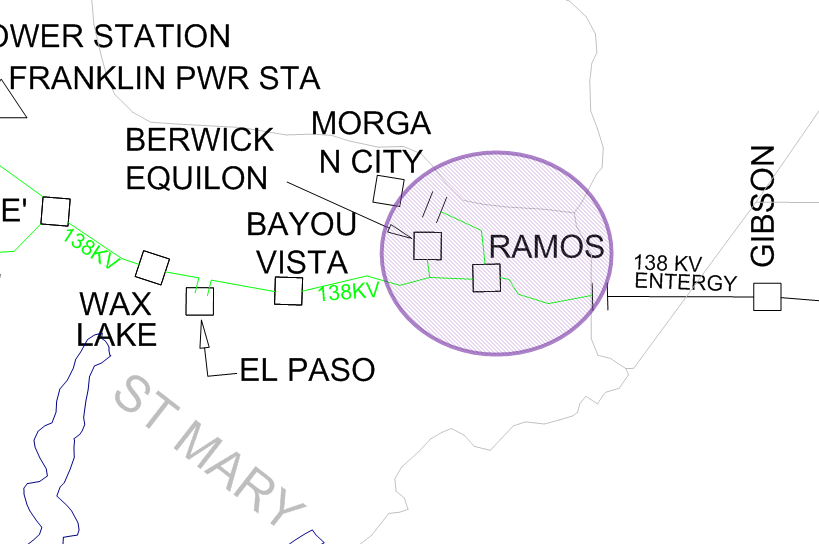 OWER STATION
FRANKLIN PWR STA
MORGA
N CITY
BERWICK
EQUILON
GIBSON
E'
BAYOU
VISTA
RAMOS
138KV
138 KV
ENTERGY
138KV
WAX
LAKE
EL PASO
ST MARY